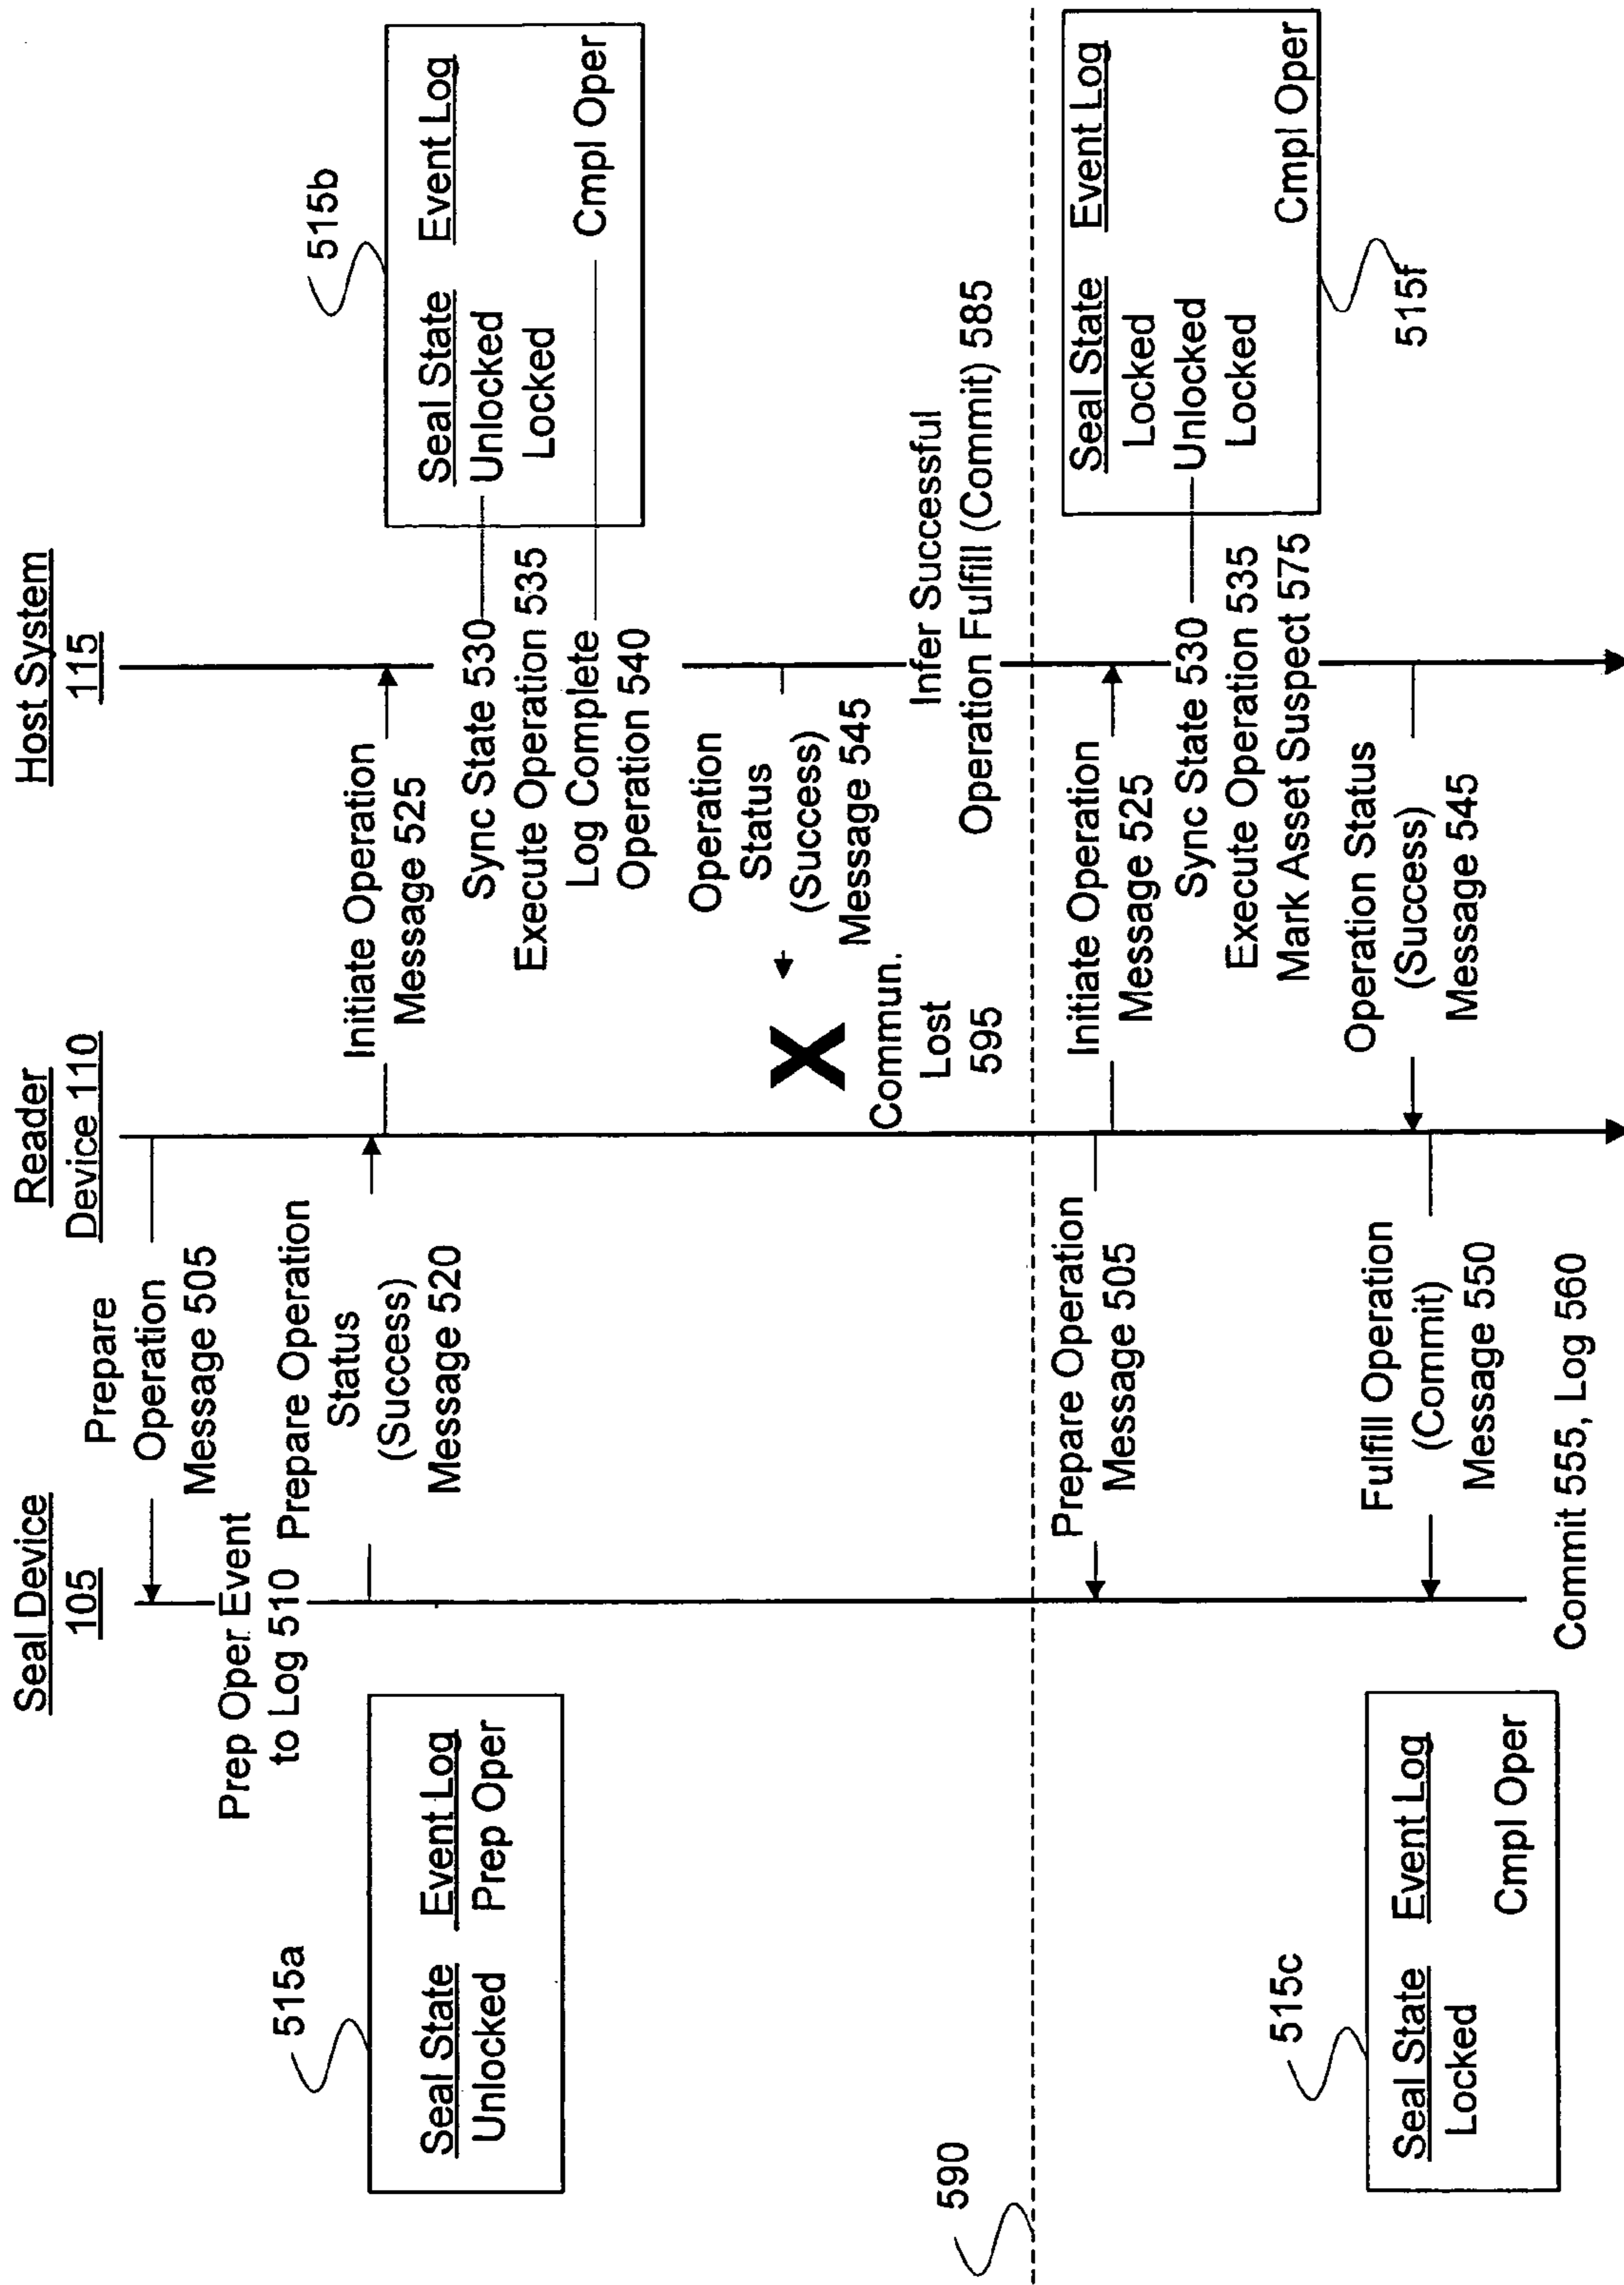 Seal Device
105
Reader
Device 110
Host System
115
Prepare
Operation
Message 505
Prep Oper Event
to Log 510
515a
Seal State Event Log
Unlocked Prep Oper
Prepare Operation
Status
(Success)
Message 520
Initiate Operation
Message 525
Sync State 530
Execute Operation 535
Log Complete
Operation 540
515b
Seal State Event Log
Unlocked
Locked
Cmpl Oper
Operation
Status
(Success)
Message 545
X
Commun.
Lost
595
Infer Successful
Operation Fulfill (Commit) 585
590
Prepare Operation
Message 505
Initiate Operation
Message 525
Sync State 530
Execute Operation 535
Mark Asset Suspect 575
Seal State Event Log
Locked
Unlocked
Locked
Cmpl Oper
515f
Operation Status
(Success)
Message 545
Fulfill Operation
(Commit)
Message 550
515c
Seal State Event Log
Locked
Cmpl Oper
Commit 555, Log 560